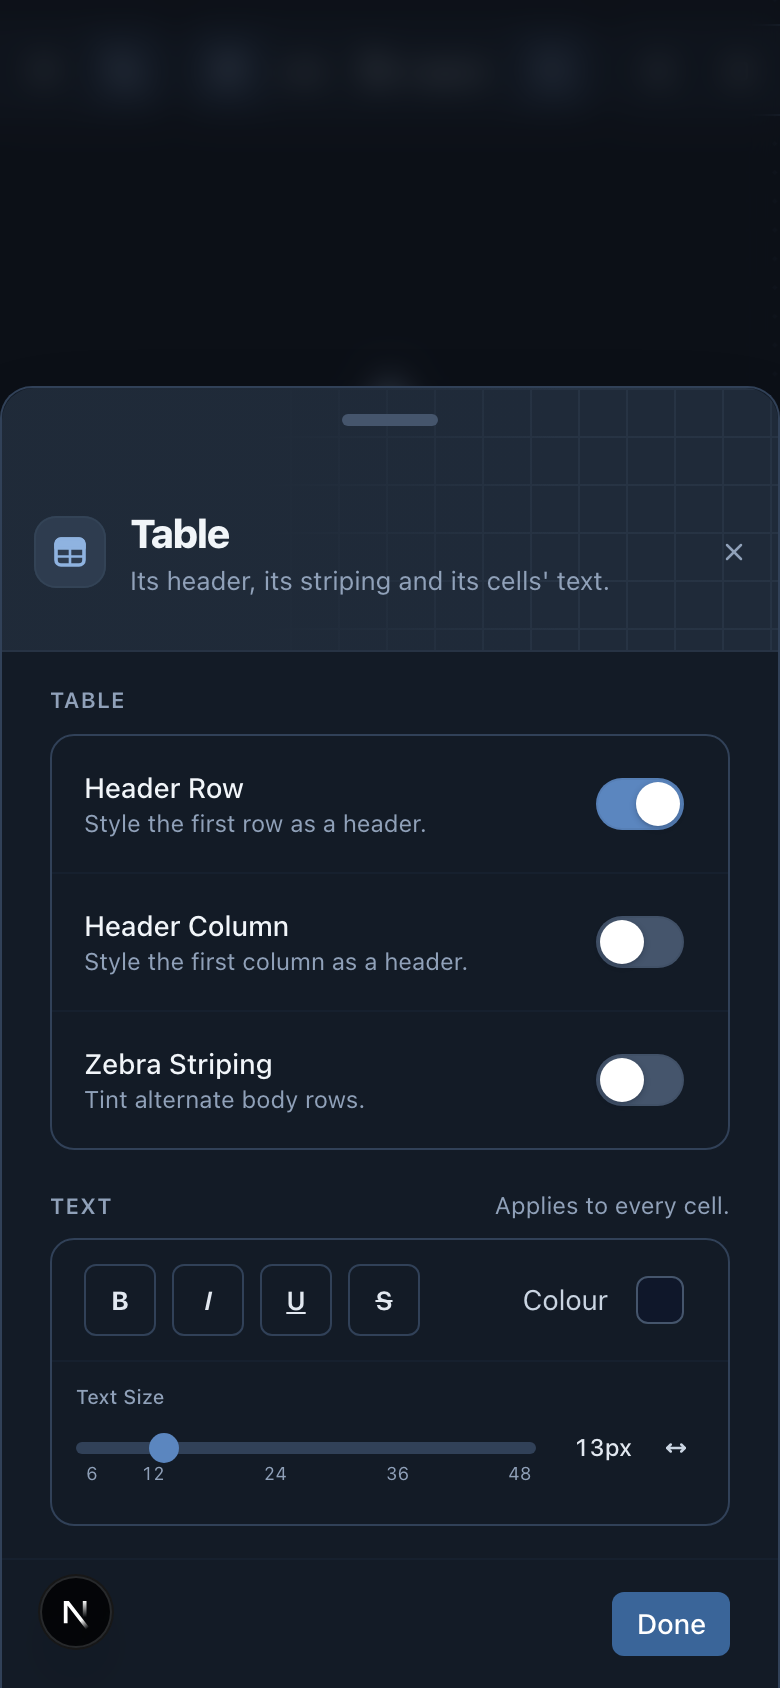 Table
Its header, its striping and its cells' text.
TABLE
Header Row
Style the first row as a header.
Header Column
Style the first column as a header.
Zebra Striping
Tint alternate body rows.
TEXT
Applies to every cell.
B I U S Colour
Text Size
13px
6 12 24 36 48
N
Done